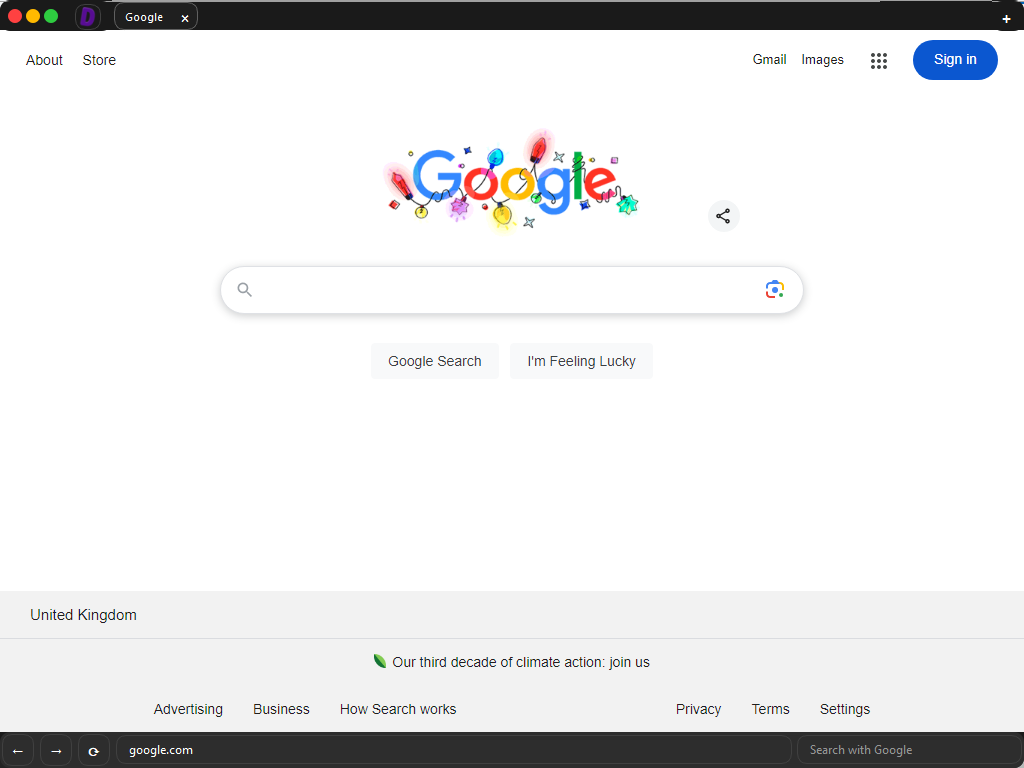 D Google × +
About Store Gmail Images Sign in
Google
Google Search I'm Feeling Lucky
United Kingdom
Our third decade of climate action: join us
Advertising Business How Search works Privacy Terms Settings
← → google.com Search with Google